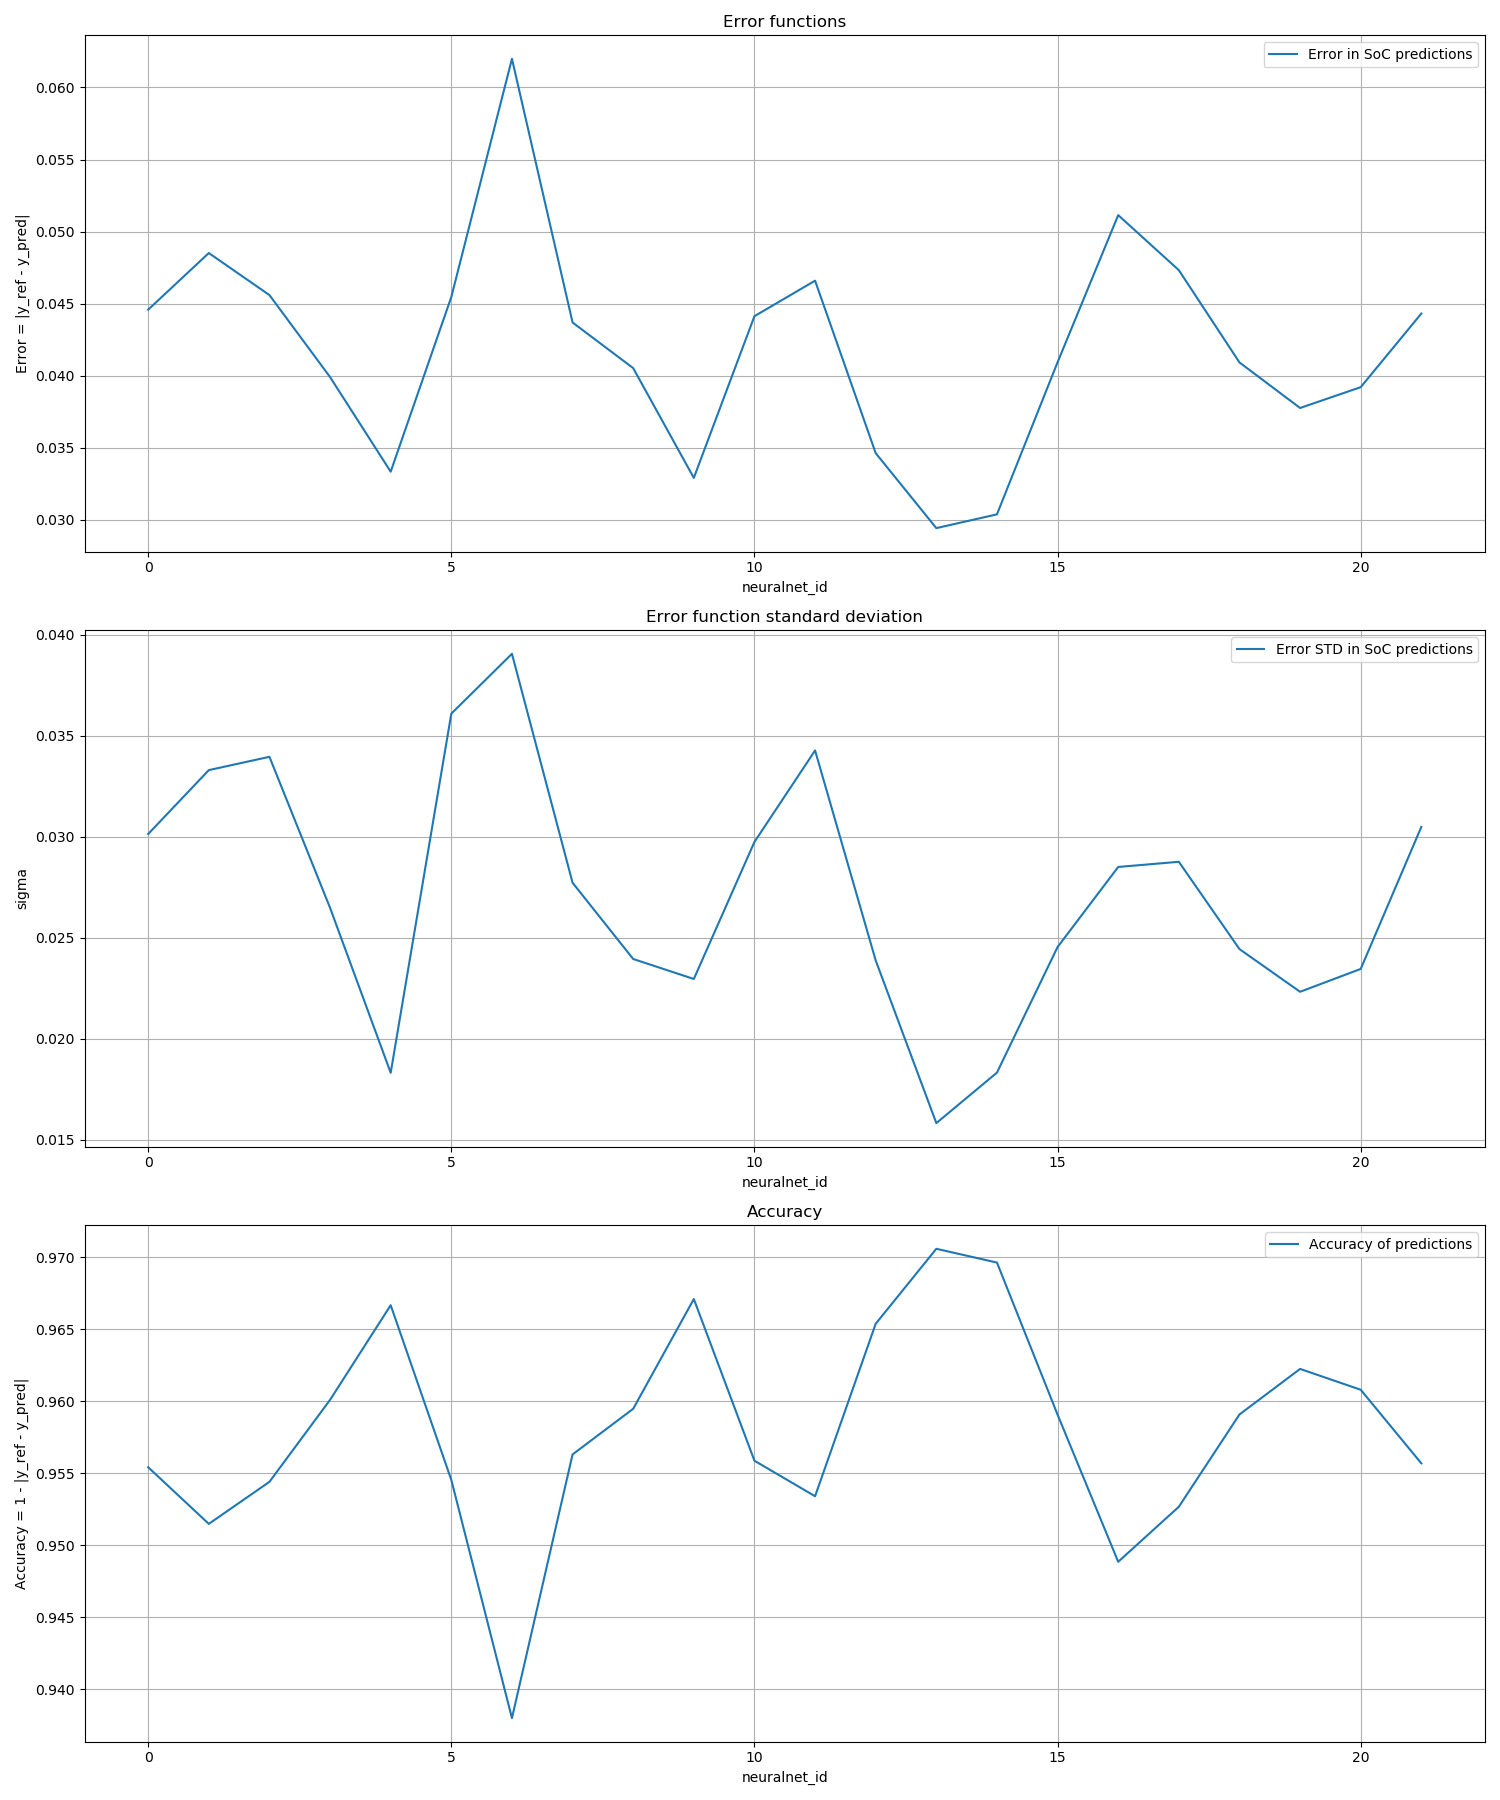 Error functions
Error in SoC predictions
Error = |y_ref - y_pred|
0.060
0.055
0.050
0.045
0.040
0.035
0.030
0 5 10 15 20
neuralnet_id
Error function standard deviation
Error STD in SoC predictions
sigma
0.040
0.035
0.030
0.025
0.020
0.015
0 5 10 15 20
neuralnet_id
Accuracy
Accuracy of predictions
Accuracy = 1 - |y_ref - y_pred|
0.970
0.965
0.960
0.955
0.950
0.945
0.940
0 5 10 15 20
neuralnet_id